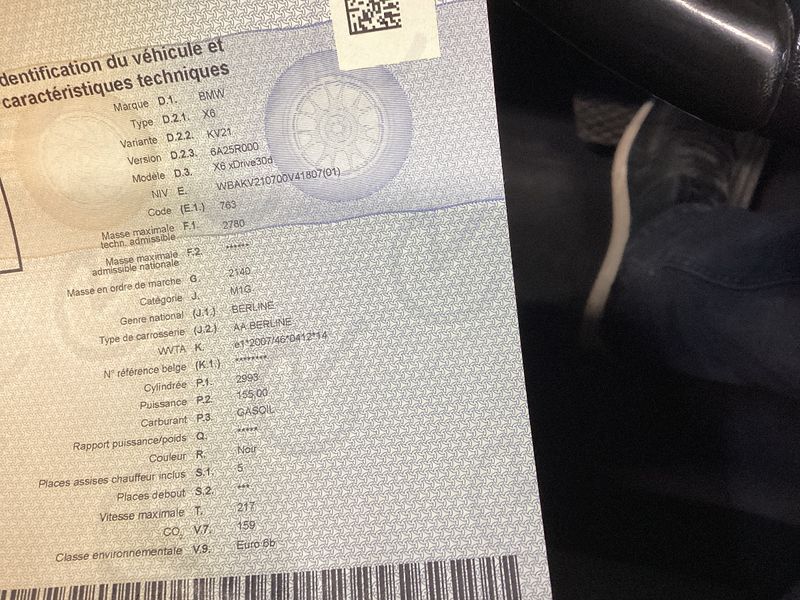 dentification du véhicule et
caractéristiques techniques
Marque D.1. BMW
Type D.2.1. X6
Variante D.2.2. KV21
Version D.2.3. 6A25R000
Modèle D.3. X6 xDrive30d
NIV E. WBAKV210700V41807(01)
Code (E.1.) 763
Masse maximale
techn. admissible F.1. 2780
Masse maximale
admissible nationale F.2. ******
Masse en ordre de marche G. 2140
Catégorie J. M1G
Genre national (J.1.) BERLINE
Type de carrosserie (J.2.) AA BERLINE
WVTA K. e1*2007/46*0412*14
N° référence belge (K.1.) ********
Cylindrée P.1. 2993
Puissance P.2. 155,00
Carburant P.3. GASOIL
Rapport puissance/poids Q. *****
Couleur R. Noir
Places assises chauffeur inclus S.1. 5
Places debout S.2. ***
Vitesse maximale T. 217
CO₂ V.7. 159
Classe environnementale V.9. Euro 6b